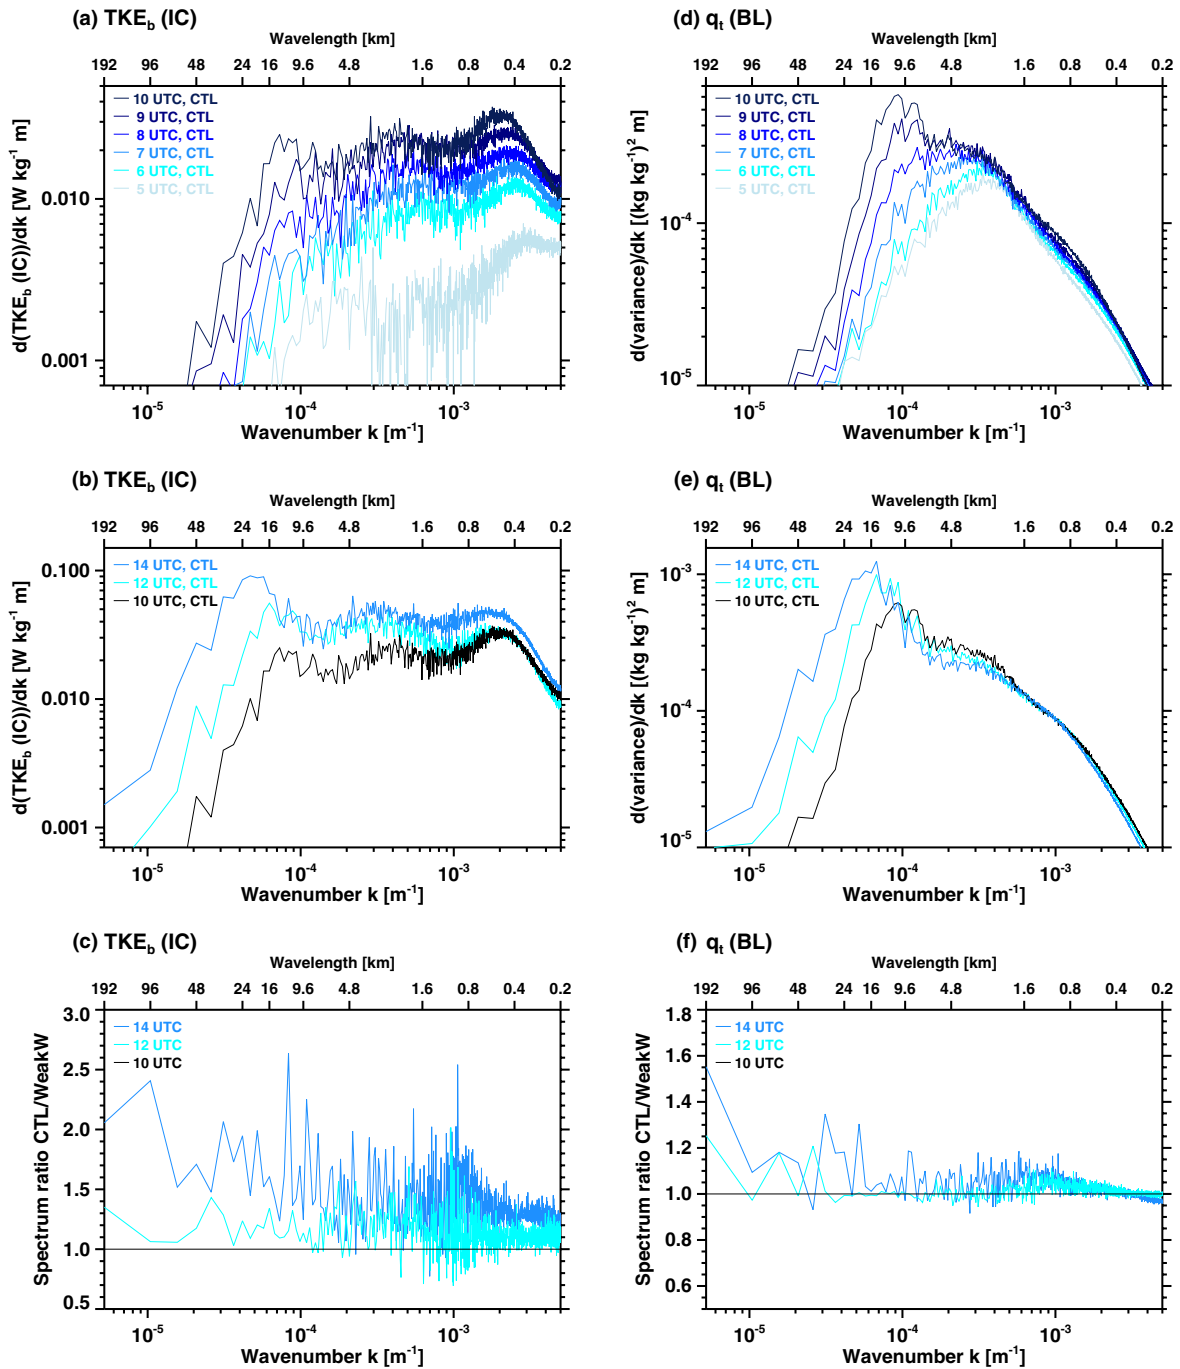 (a) TKE_b (IC)
Wavelength [km]
192 96 48 24 16 9.6 4.8 1.6 0.8 0.4 0.2
10 UTC, CTL
9 UTC, CTL
8 UTC, CTL
7 UTC, CTL
6 UTC, CTL
5 UTC, CTL
0.010
0.001
d(TKE_b (IC))/dk [W kg^-1 m]
10^-5 10^-4 10^-3
Wavenumber k [m^-1]
(d) q_t (BL)
Wavelength [km]
192 96 48 24 16 9.6 4.8 1.6 0.8 0.4 0.2
10 UTC, CTL
9 UTC, CTL
8 UTC, CTL
7 UTC, CTL
6 UTC, CTL
5 UTC, CTL
10^-4
10^-5
d(variance)/dk [(kg kg^-1)^2 m]
10^-5 10^-4 10^-3
Wavenumber k [m^-1]
(b) TKE_b (IC)
Wavelength [km]
192 96 48 24 16 9.6 4.8 1.6 0.8 0.4 0.2
14 UTC, CTL
12 UTC, CTL
10 UTC, CTL
0.100
0.010
0.001
d(TKE_b (IC))/dk [W kg^-1 m]
10^-5 10^-4 10^-3
Wavenumber k [m^-1]
(e) q_t (BL)
Wavelength [km]
192 96 48 24 16 9.6 4.8 1.6 0.8 0.4 0.2
14 UTC, CTL
12 UTC, CTL
10 UTC, CTL
10^-3
10^-4
10^-5
d(variance)/dk [(kg kg^-1)^2 m]
10^-5 10^-4 10^-3
Wavenumber k [m^-1]
(c) TKE_b (IC)
Wavelength [km]
192 96 48 24 16 9.6 4.8 1.6 0.8 0.4 0.2
14 UTC
12 UTC
10 UTC
3.0
2.5
2.0
1.5
1.0
0.5
Spectrum ratio CTL/WeakW
10^-5 10^-4 10^-3
Wavenumber k [m^-1]
(f) q_t (BL)
Wavelength [km]
192 96 48 24 16 9.6 4.8 1.6 0.8 0.4 0.2
14 UTC
12 UTC
10 UTC
1.8
1.6
1.4
1.2
1.0
0.8
0.6
Spectrum ratio CTL/WeakW
10^-5 10^-4 10^-3
Wavenumber k [m^-1]